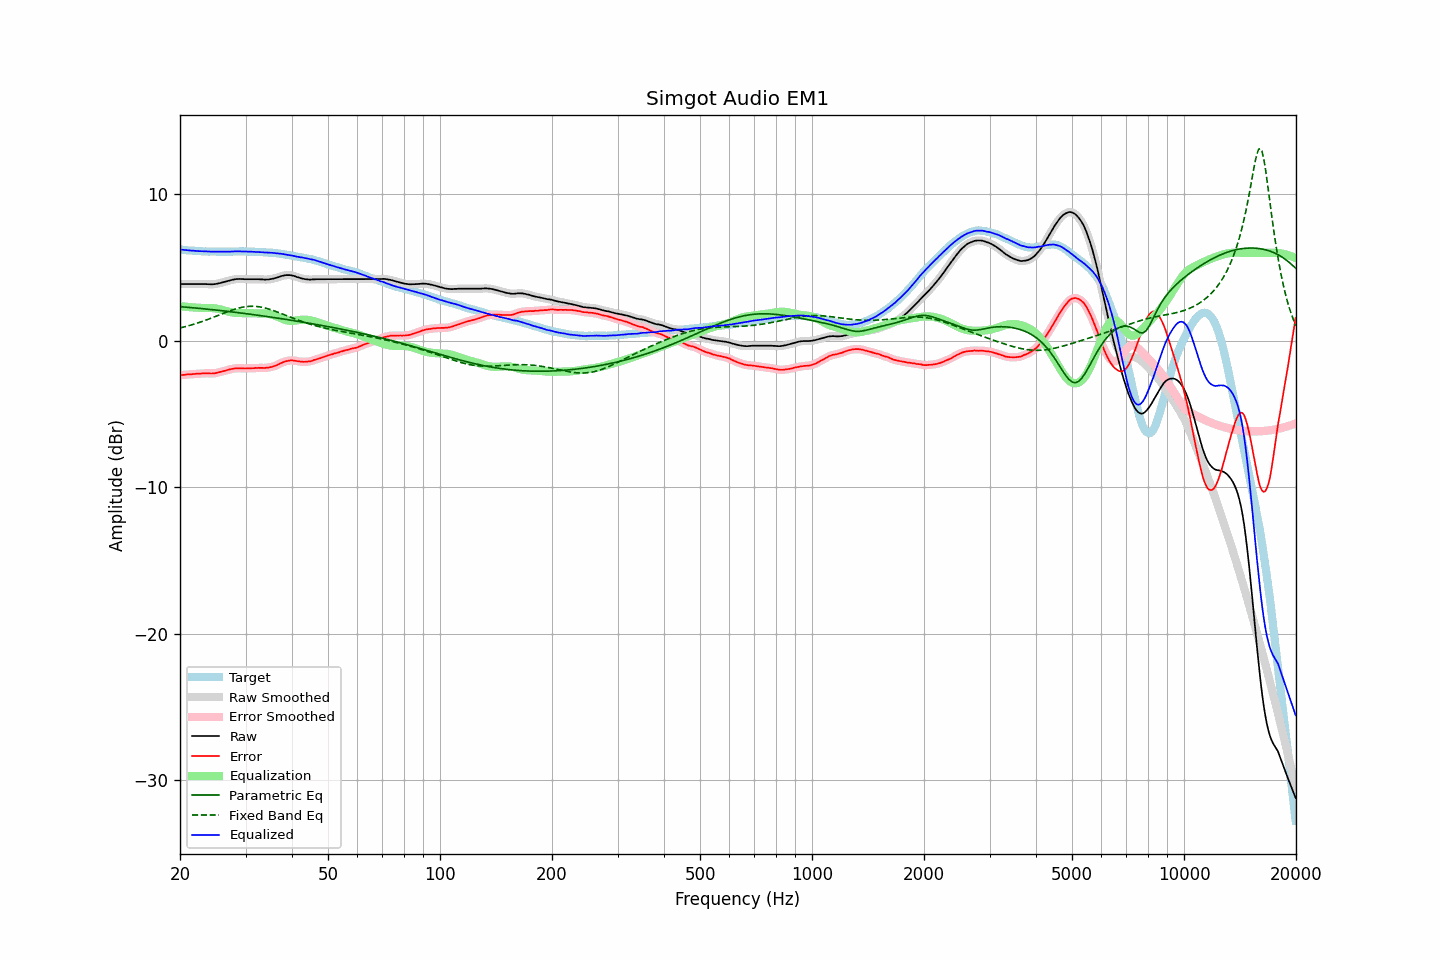 Simgot Audio EM1
Amplitude (dBr)
10
0
−10
−20
−30
Target
Raw Smoothed
Error Smoothed
Raw
Error
Equalization
Parametric Eq
Fixed Band Eq
Equalized
20 50 100 200 500 1000 2000 5000 10000 20000
Frequency (Hz)